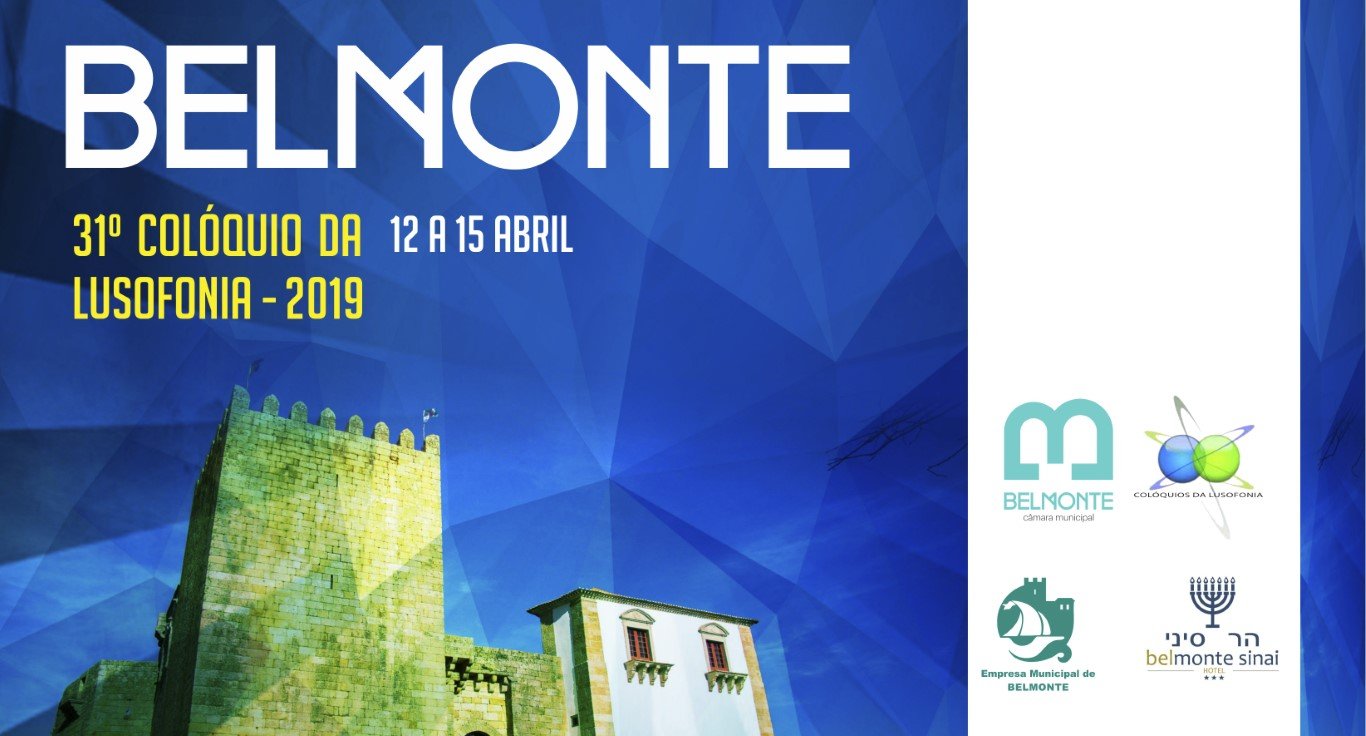 BELMONTE
31º COLÓQUIO DA
LUSOFONIA - 2019
12 A 15 ABRIL
BELMONTE
câmara municipal
COLÓQUIOS DA LUSOFONIA
Empresa Municipal de
BELMONTE
הר סיני
belmonte sinai
HOTEL